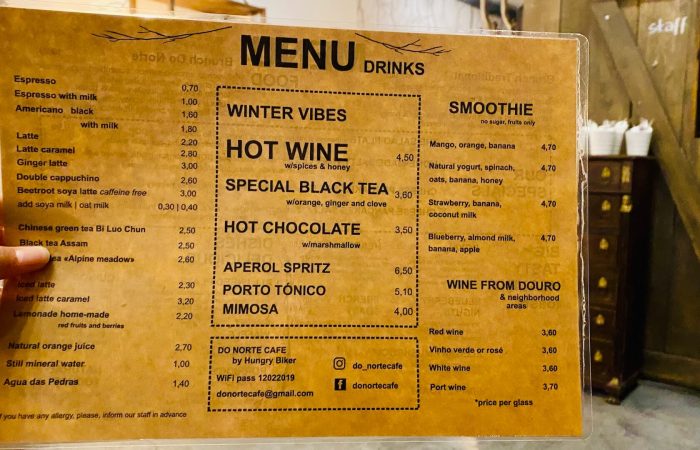 MENU DRINKS
Espresso 0,70
Espresso with milk 1,00
Americano black 1,60
with milk 1,80
Latte 2,20
Latte caramel 2,80
Ginger latte 3,00
Double cappuchino 2,20
Beetroot soya latte caffeine free 3,00
add soya milk | oat milk 0,30 | 0,40
Chinese green tea Bi Luo Chun 2,50
Black tea Assam 2,50
tea «Alpine meadow» 2,60
Iced latte 2,30
Iced latte caramel 3,20
Lemonade home-made 2,20
red fruits and berries
Natural orange juice 2,70
Still mineral water 1,00
Agua das Pedras 1,40
if you have any allergy, please, inform our staff in advance
WINTER VIBES
HOT WINE 4,50
w/spices & honey
SPECIAL BLACK TEA 3,60
w/orange, ginger and clove
HOT CHOCOLATE 3,50
w/marshmallow
APEROL SPRITZ 6,50
PORTO TÓNICO 5,10
MIMOSA 4,00
DO NORTE CAFE
by Hungry Biker
WiFi pass 12022019
donortecafe@gmail.com
do_nortecafe
donortecafe
SMOOTHIE
no sugar, fruits only
Mango, orange, banana 4,70
Natural yogurt, spinach, 4,70
oats, banana, honey
Strawberry, banana, 4,70
coconut milk
Blueberry, almond milk, 4,70
banana, apple
WINE FROM DOURO
& neighborhood
areas
Red wine 3,60
Vinho verde or rosé 3,60
White wine 3,60
Port wine 3,70
*price per glass
staff